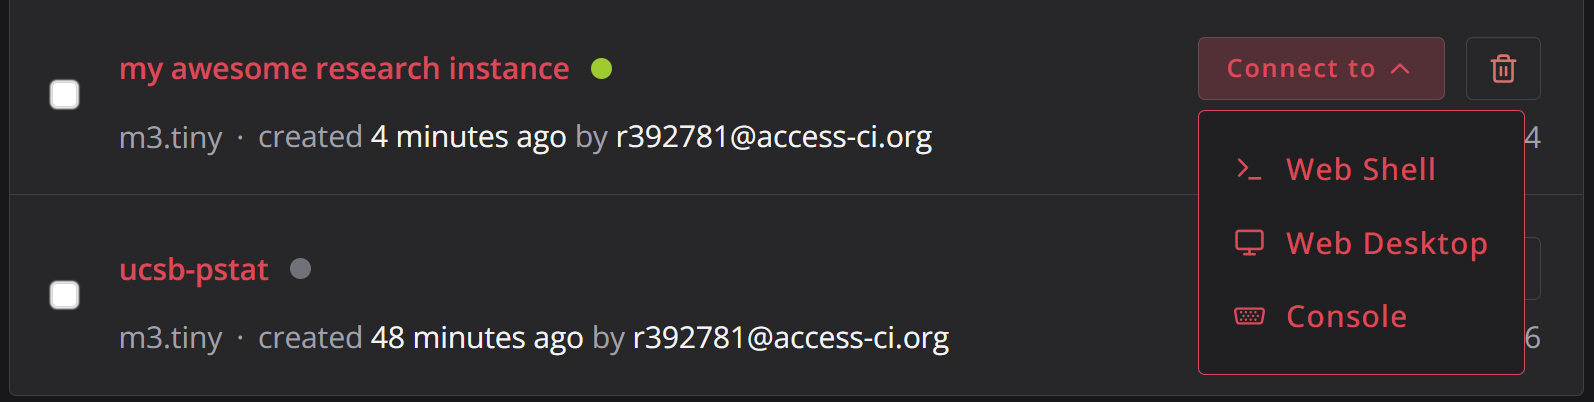 my awesome research instance
Connect to
m3.tiny · created 4 minutes ago by r392781@access-ci.org
4
Web Shell
Web Desktop
Console
ucsb-pstat
m3.tiny · created 48 minutes ago by r392781@access-ci.org
6